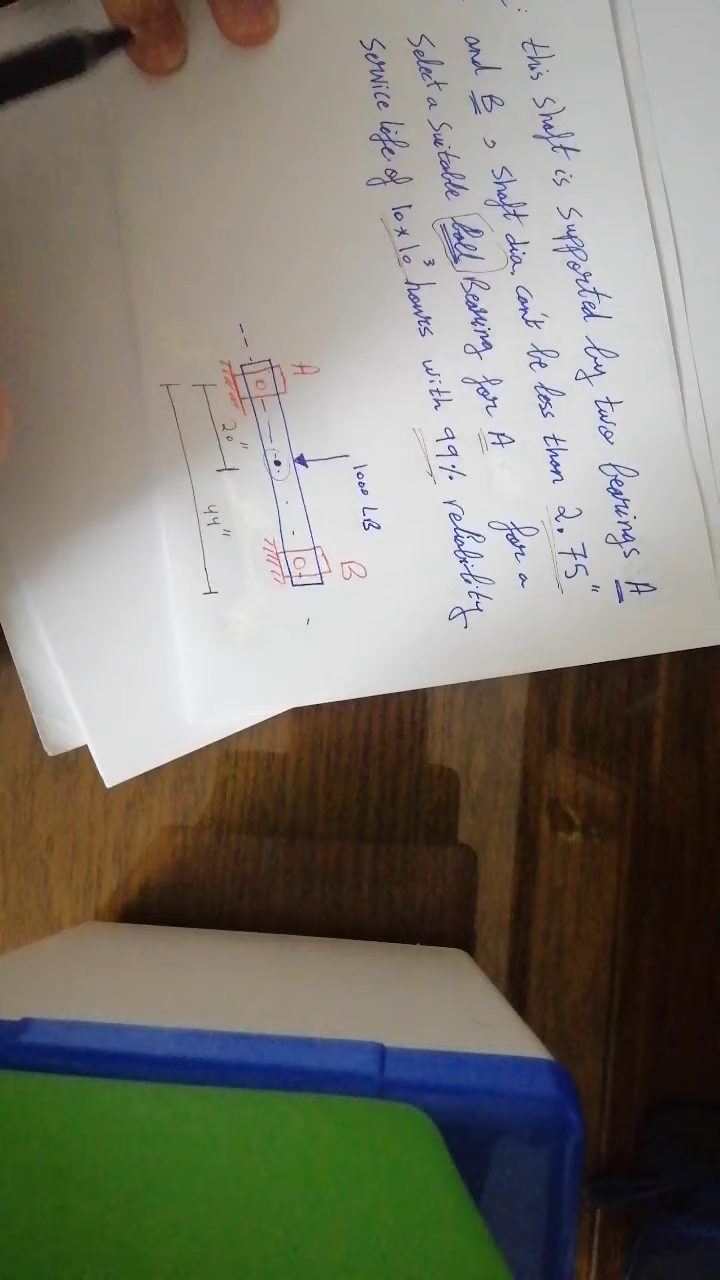 : this shaft is supported by two bearings A
and B, shaft dia. can't be less than 2.75"
Select a suitable ball Bearing for A for a
Service life of 10*10³ hours with 99% reliability
1000 LB
A
B
20"
44"